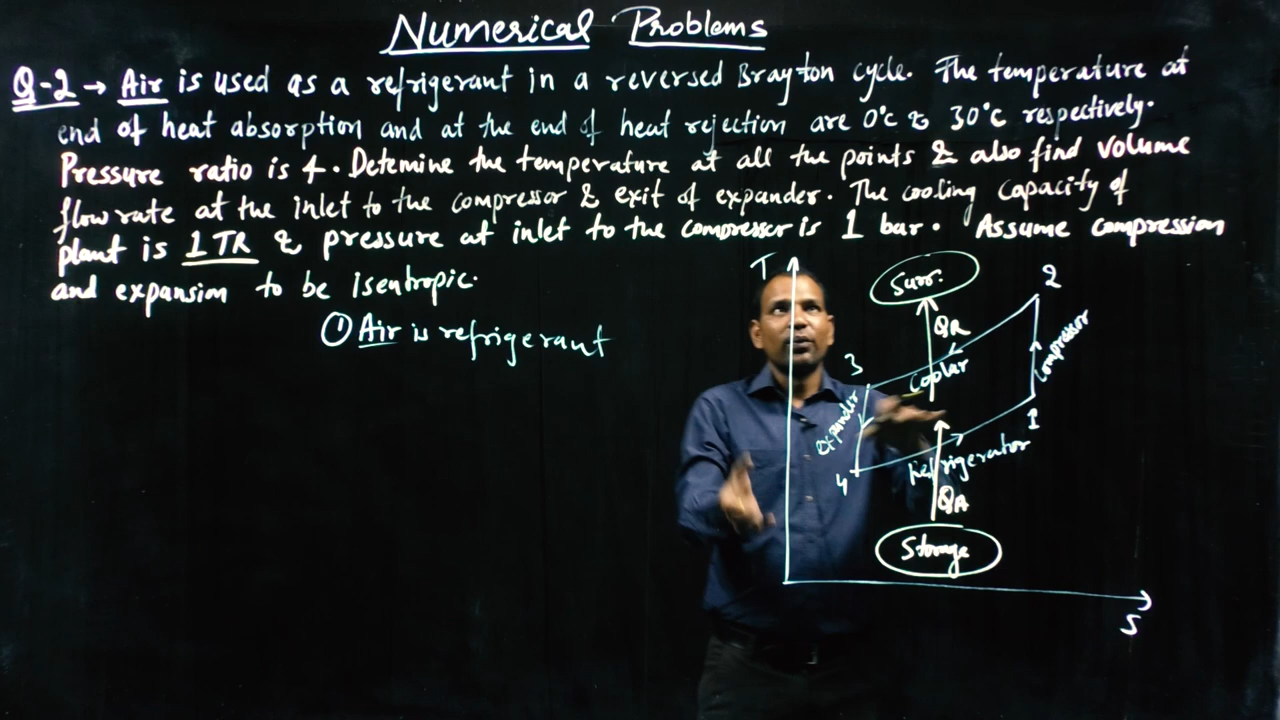 Numerical Problems
Q-2 → Air is used as a refrigerant in a reversed Brayton cycle. The temperature at
end of heat absorption and at the end of heat rejection are 0°c & 30°c respectively.
Pressure ratio is 4. Detemine the temperature at all the points & also find volume
flow rate at the inlet to the compressor & exit of expander. The cooling capacity of
plant is 1 TR & pressure at inlet to the compressor is 1 bar. Assume compression
and expansion to be isentropic.
① Air is refrigerant
T
Surr.
2
QR
Compressor
3
Coolar
Expander
1
Refrigerator
4
QA
Storage
S